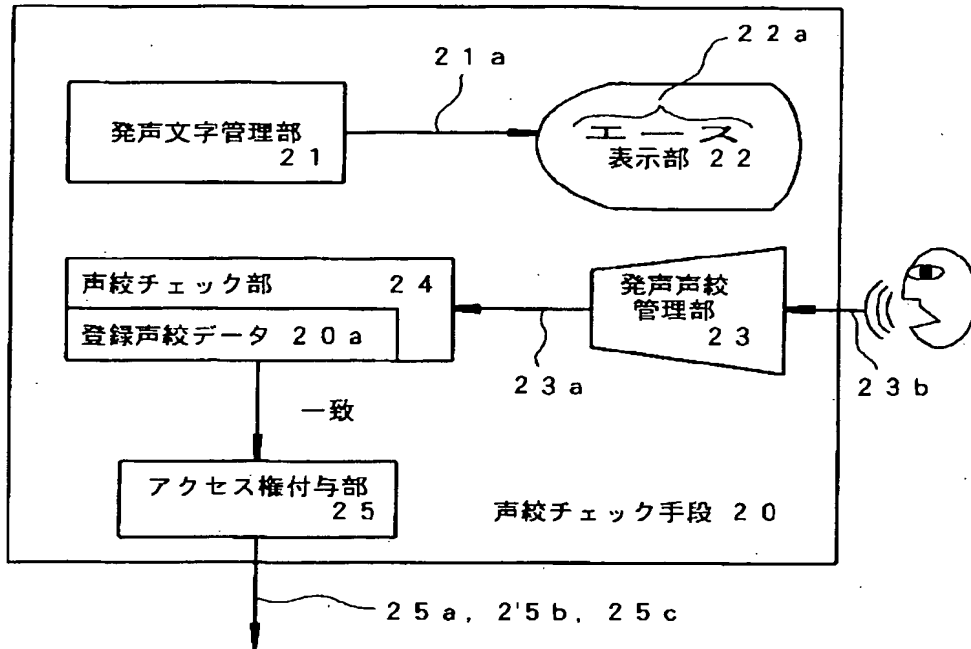 22a
21a
発声文字管理部
21
エース
表示部 22
声紋チェック部 24
登録声紋データ 20a
発声声紋
管理部
23
23a
23b
一致
アクセス権付与部
25
声紋チェック手段 20
25a, 2'5b, 25c